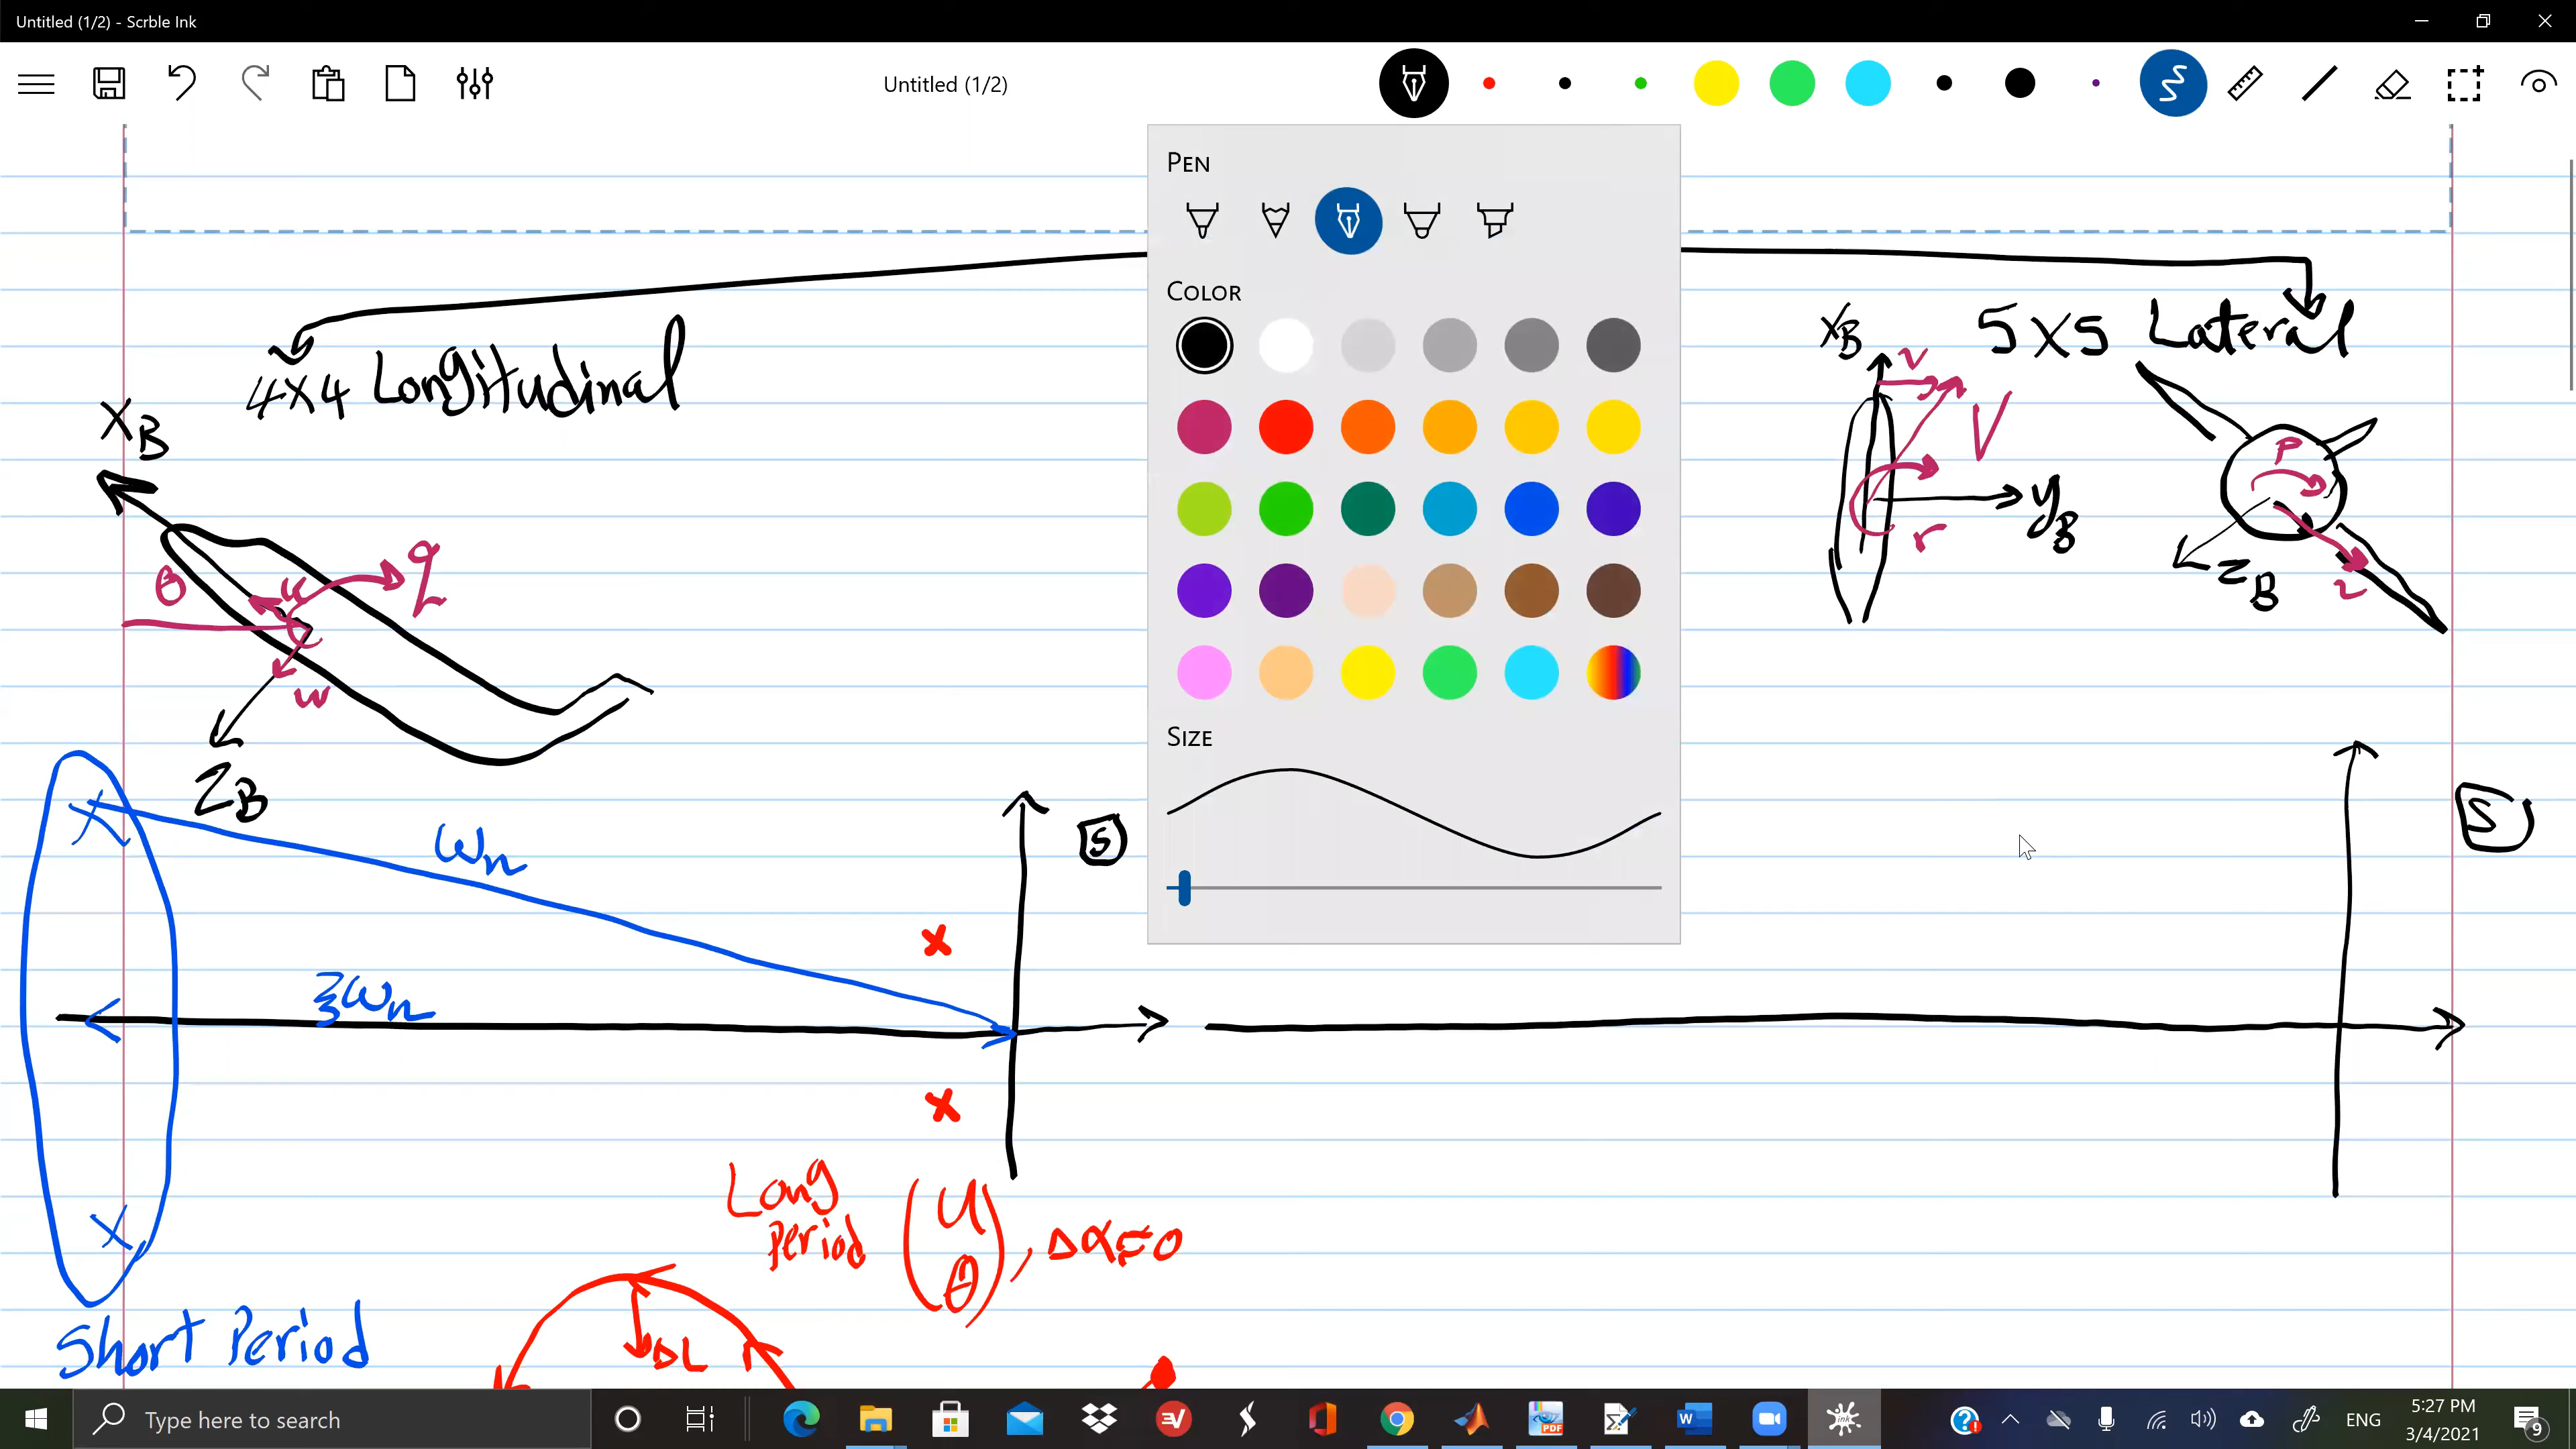 Untitled (1/2) - Scrble Ink
Untitled (1/2)
PEN
COLOR
SIZE
4x4 Longitudinal
5x5 Lateral
XB
θ
u
q
w
ZB
XB
v
V
r
yB
P
zB
v
ωn
ζωn
S
S
Long
Period
(u
θ), Δα≈0
ΔL
Short Period
Type here to search
ENG
5:27 PM
3/4/2021
9